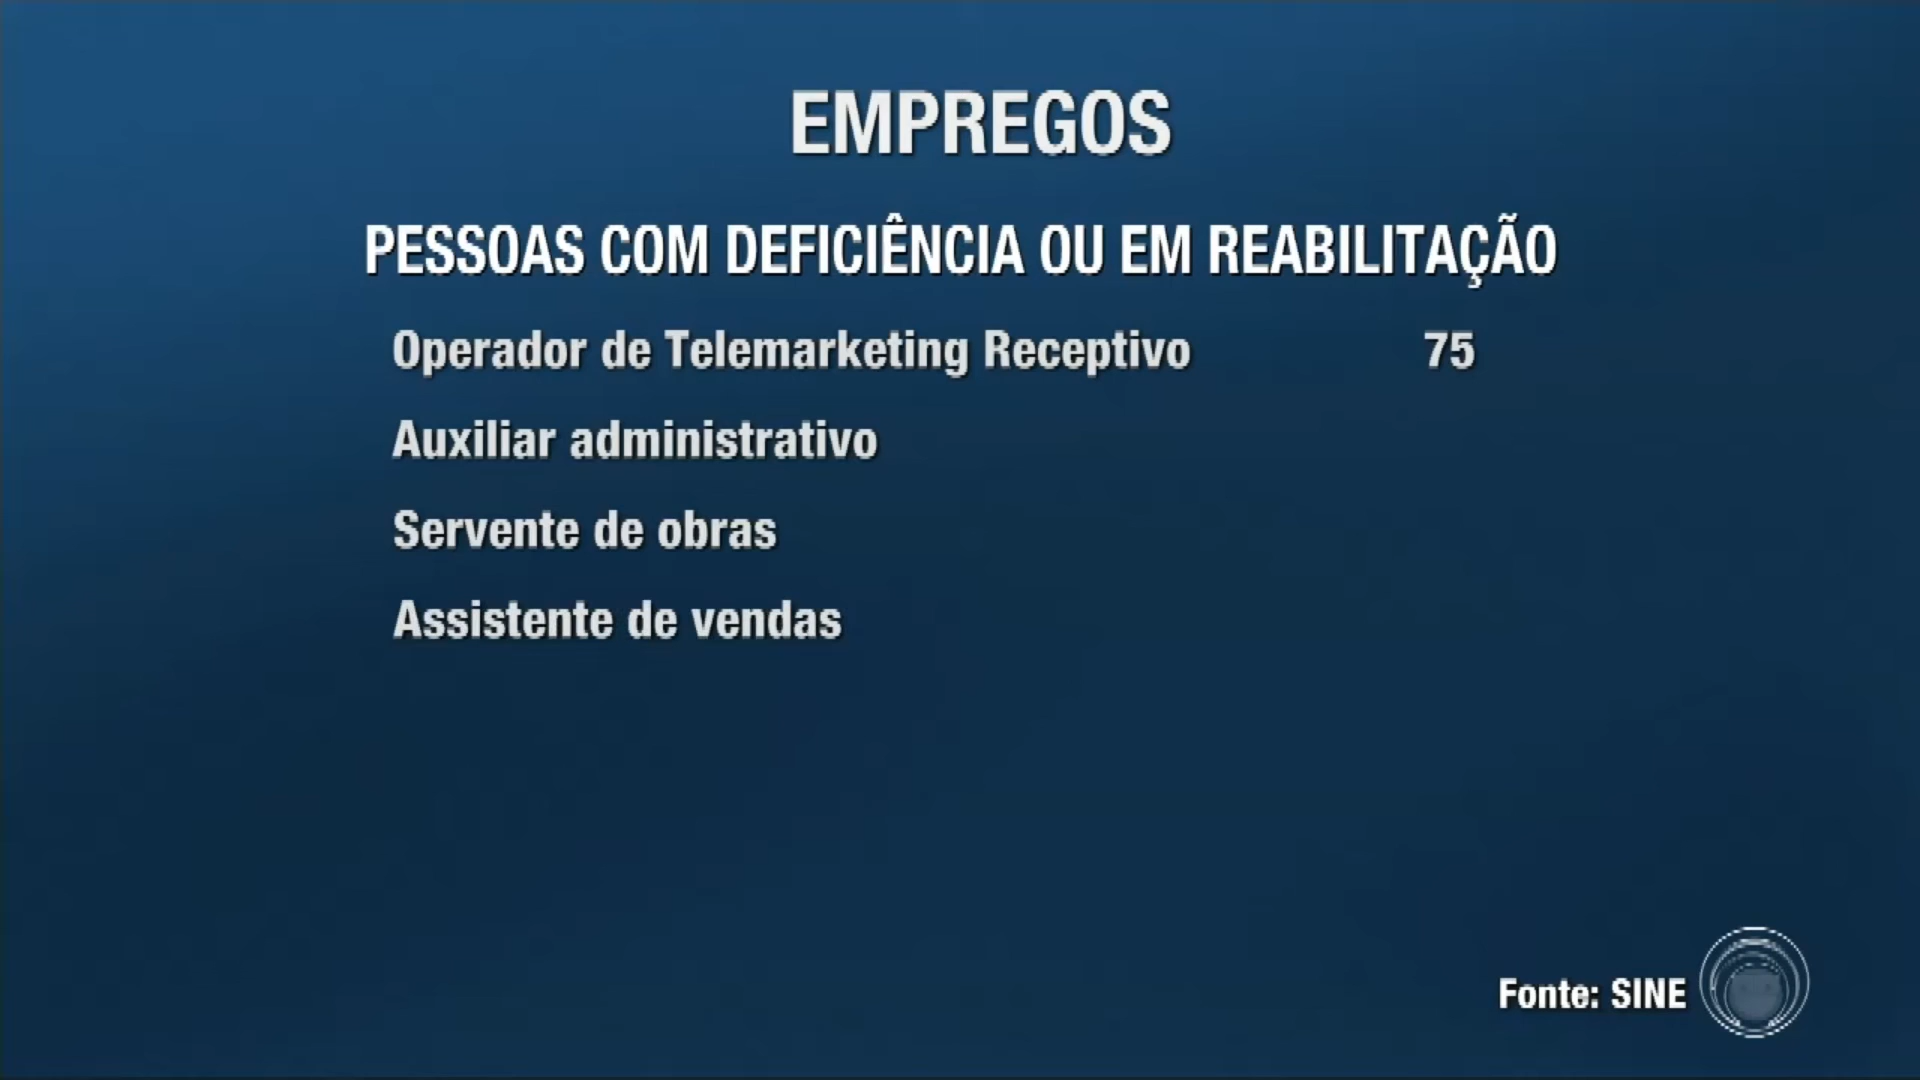 EMPREGOS
PESSOAS COM DEFICIÊNCIA OU EM REABILITAÇÃO
Operador de Telemarketing Receptivo 75
Auxiliar administrativo
Servente de obras
Assistente de vendas
Fonte: SINE